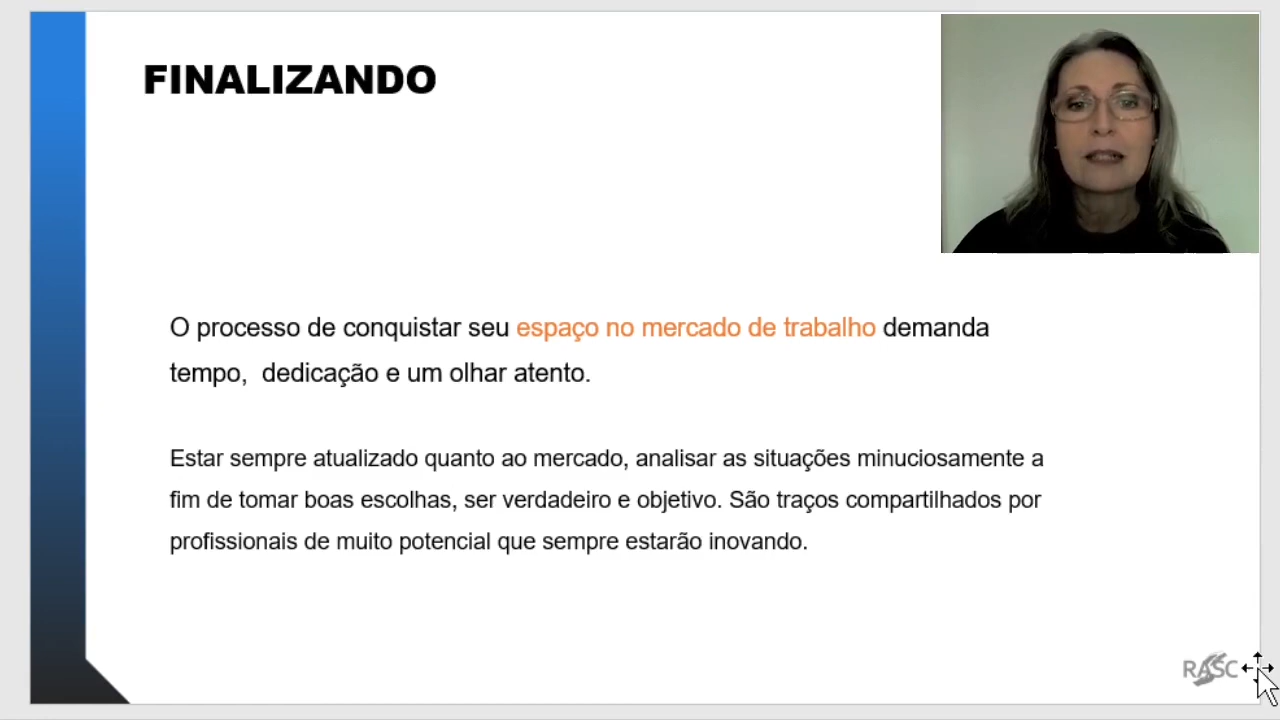 FINALIZANDO
O processo de conquistar seu espaço no mercado de trabalho demanda
tempo,  dedicação e um olhar atento.
Estar sempre atualizado quanto ao mercado, analisar as situações minuciosamente a
fim de tomar boas escolhas, ser verdadeiro e objetivo. São traços compartilhados por
profissionais de muito potencial que sempre estarão inovando.
RASC